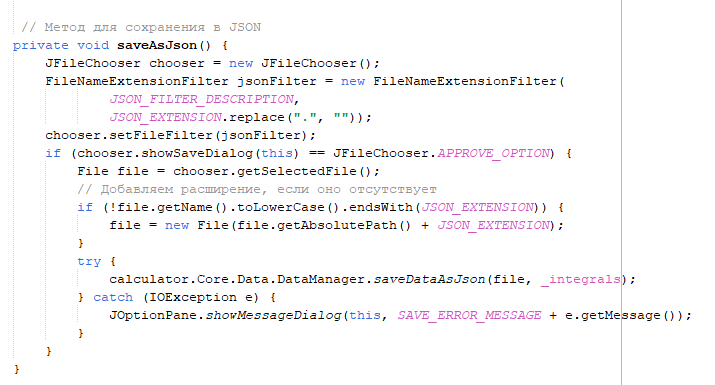 // Метод для сохранения в JSON
private void saveAsJson() {
    JFileChooser chooser = new JFileChooser();
    FileNameExtensionFilter jsonFilter = new FileNameExtensionFilter(
            JSON_FILTER_DESCRIPTION,
            JSON_EXTENSION.replace(".", ""));
    chooser.setFileFilter(jsonFilter);
    if (chooser.showSaveDialog(this) == JFileChooser.APPROVE_OPTION) {
        File file = chooser.getSelectedFile();
        // Добавляем расширение, если оно отсутствует
        if (!file.getName().toLowerCase().endsWith(JSON_EXTENSION)) {
            file = new File(file.getAbsolutePath() + JSON_EXTENSION);
        }
        try {
            calculator.Core.Data.DataManager.saveDataAsJson(file, _integrals);
        } catch (IOException e) {
            JOptionPane.showMessageDialog(this, SAVE_ERROR_MESSAGE + e.getMessage());
        }
    }
}